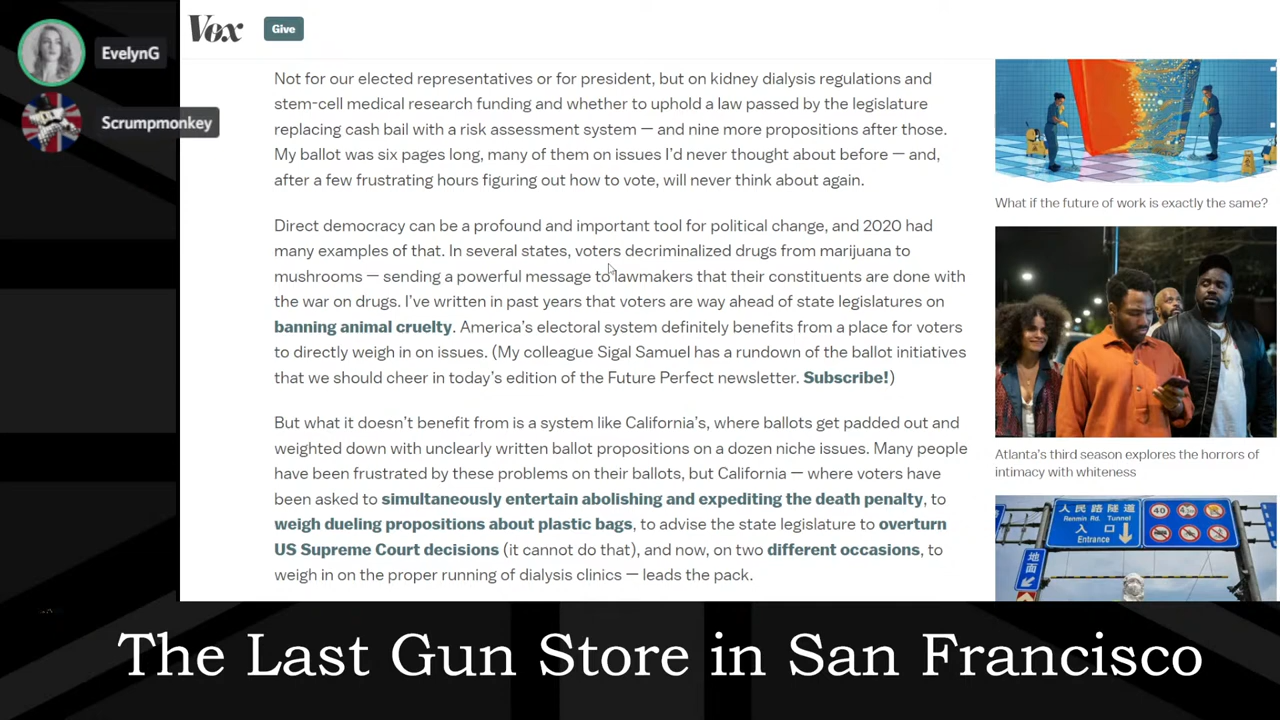 EvelynG
Scrumpmonkey
Vox
Give
Not for our elected representatives or for president, but on kidney dialysis regulations and
stem-cell medical research funding and whether to uphold a law passed by the legislature
replacing cash bail with a risk assessment system — and nine more propositions after those.
My ballot was six pages long, many of them on issues I'd never thought about before — and,
after a few frustrating hours figuring out how to vote, will never think about again.
Direct democracy can be a profound and important tool for political change, and 2020 had
many examples of that. In several states, voters decriminalized drugs from marijuana to
mushrooms — sending a powerful message to lawmakers that their constituents are done with
the war on drugs. I've written in past years that voters are way ahead of state legislatures on
banning animal cruelty. America's electoral system definitely benefits from a place for voters
to directly weigh in on issues. (My colleague Sigal Samuel has a rundown of the ballot initiatives
that we should cheer in today's edition of the Future Perfect newsletter. Subscribe!)
But what it doesn't benefit from is a system like California's, where ballots get padded out and
weighted down with unclearly written ballot propositions on a dozen niche issues. Many people
have been frustrated by these problems on their ballots, but California — where voters have
been asked to simultaneously entertain abolishing and expediting the death penalty, to
weigh dueling propositions about plastic bags, to advise the state legislature to overturn
US Supreme Court decisions (it cannot do that), and now, on two different occasions, to
weigh in on the proper running of dialysis clinics — leads the pack.
What if the future of work is exactly the same?
Atlanta's third season explores the horrors of
intimacy with whiteness
人民路隧道
Renmin Rd. Tunnel
入口
Entrance
40
地
面
The Last Gun Store in San Francisco